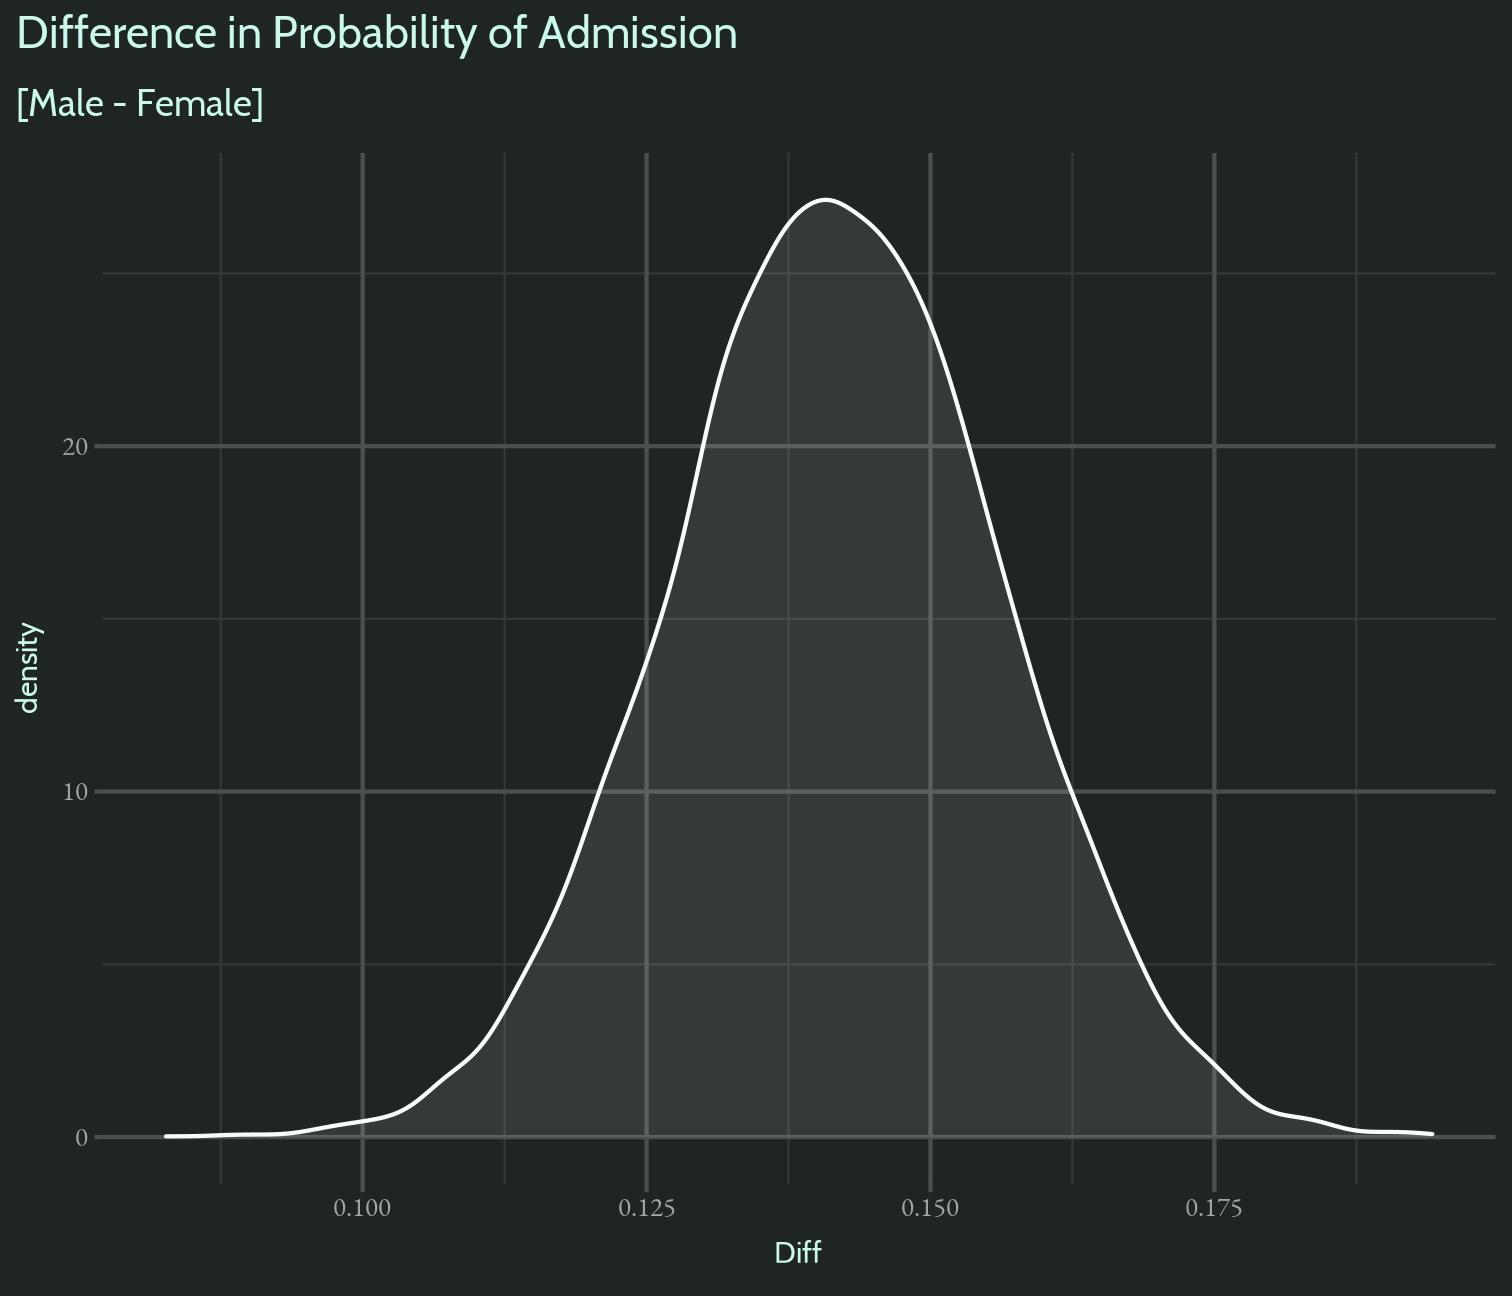 Difference in Probability of Admission
[Male - Female]
density
20
10
0
0.100
0.125
0.150
0.175
Diff